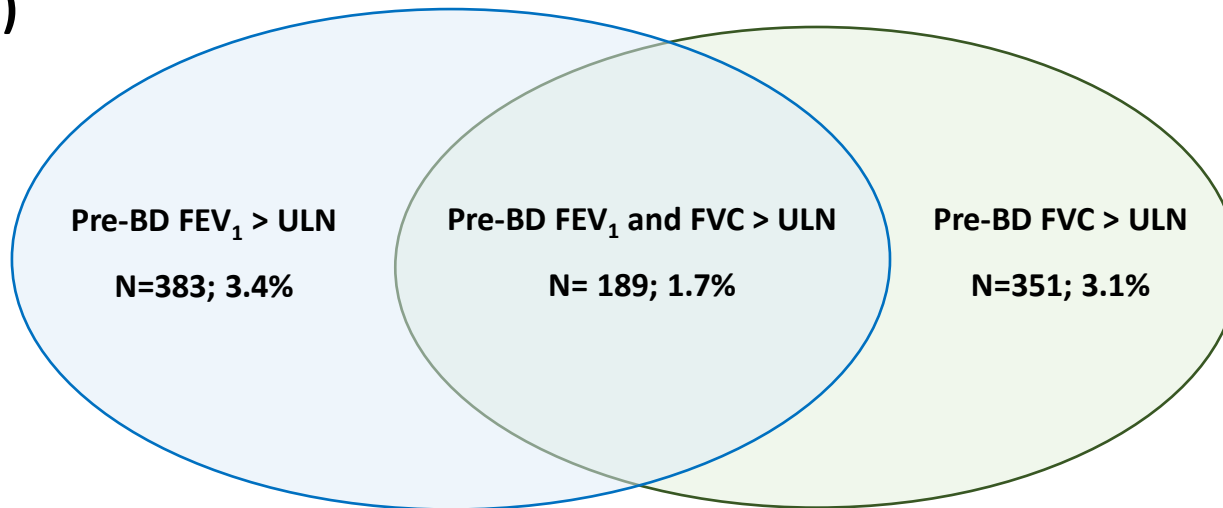 )
Pre-BD FEV₁ > ULN
N=383; 3.4%
Pre-BD FEV₁ and FVC > ULN
N= 189; 1.7%
Pre-BD FVC > ULN
N=351; 3.1%